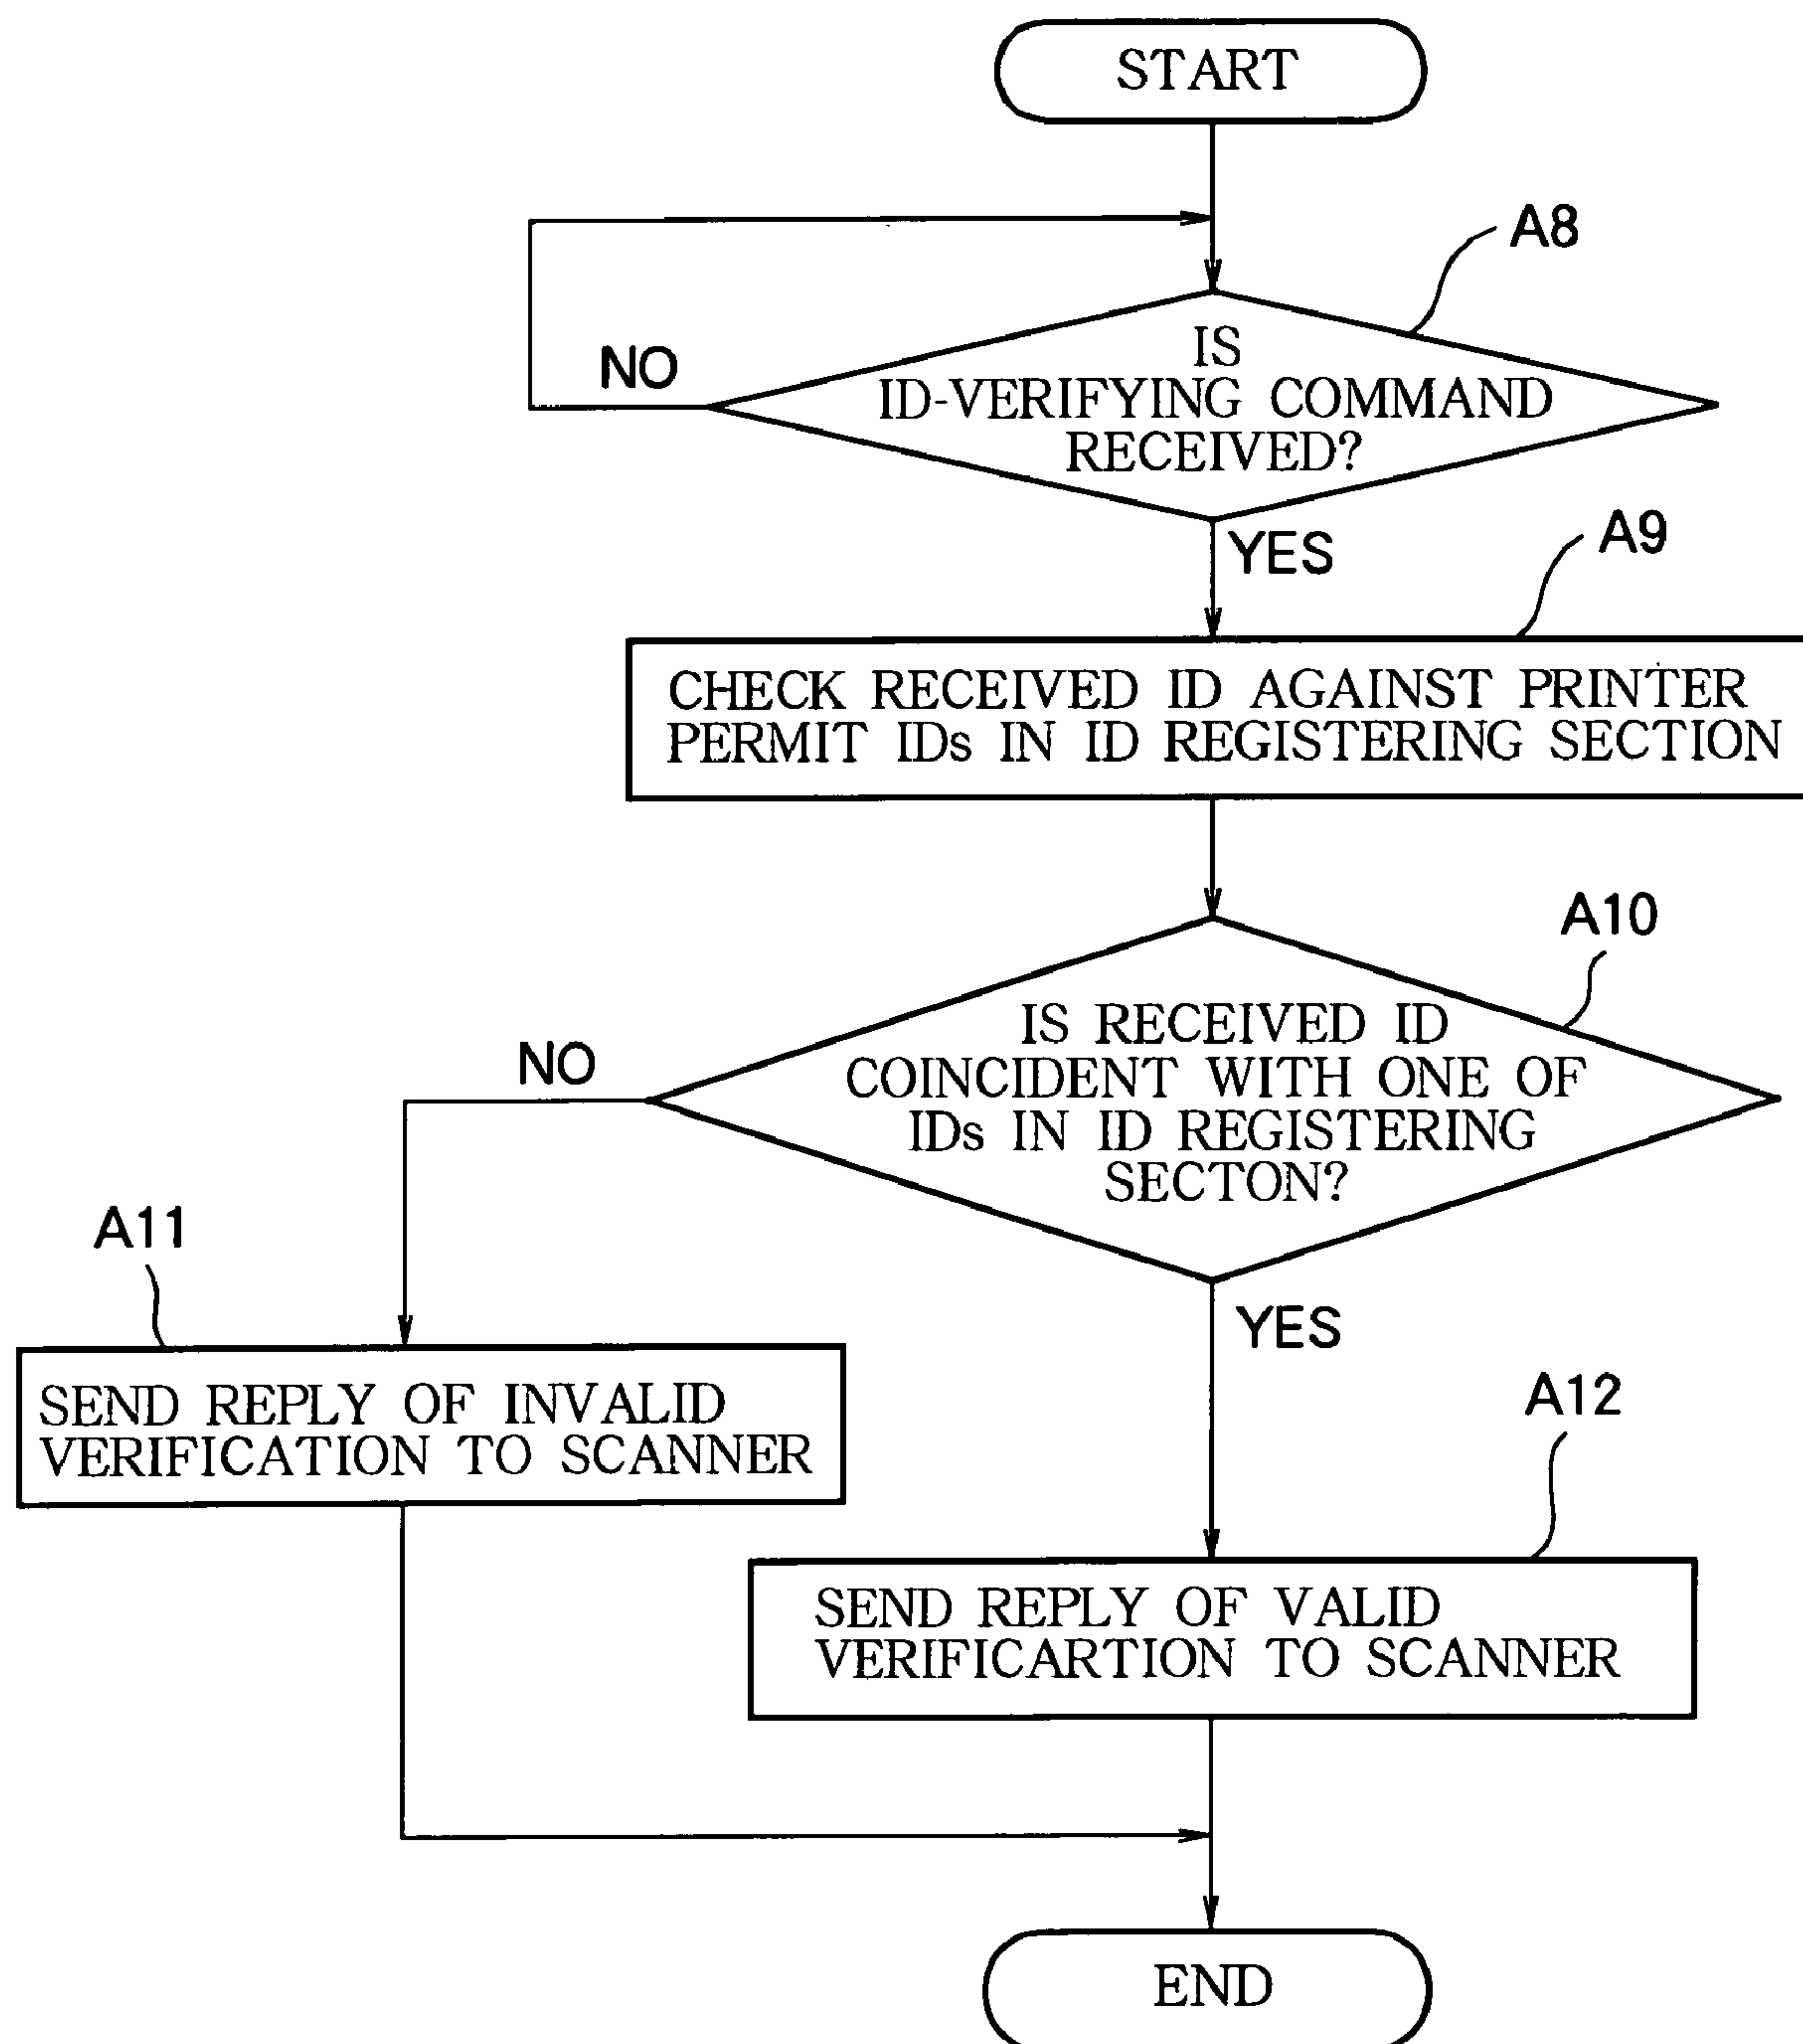 START
A8
IS
NO
ID-VERIFYING COMMAND
RECEIVED?
YES
A9
CHECK RECEIVED ID AGAINST PRINTER
PERMIT IDs IN ID REGISTERING SECTION
A10
IS RECEIVED ID
NO
COINCIDENT WITH ONE OF
IDs IN ID REGISTERING
SECTON?
A11
YES
SEND REPLY OF INVALID
VERIFICATION TO SCANNER
A12
SEND REPLY OF VALID
VERIFICARTION TO SCANNER
END